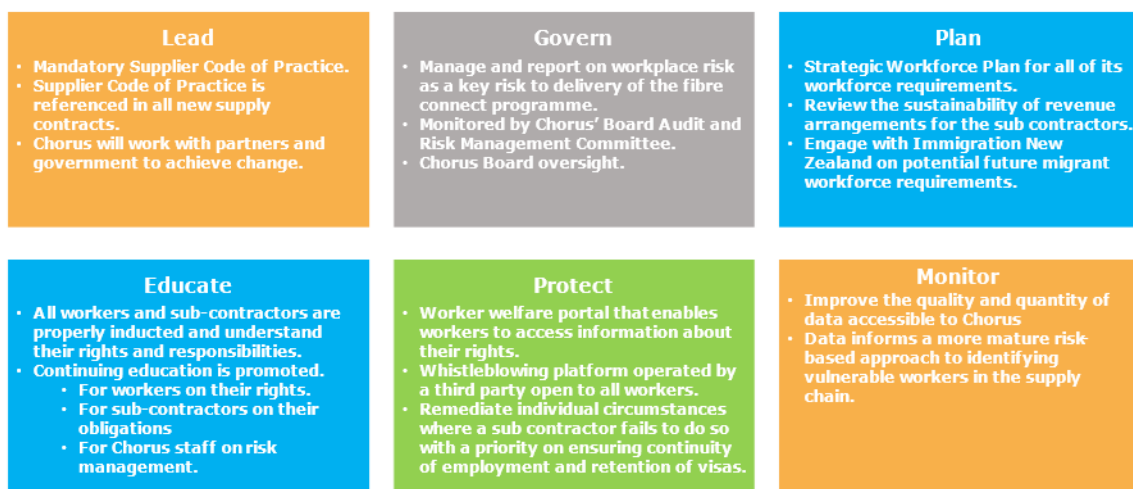 Lead
• Mandatory Supplier Code of Practice.
• Supplier Code of Practice is
referenced in all new supply
contracts.
• Chorus will work with partners and
government to achieve change.
Govern
• Manage and report on workplace risk
as a key risk to delivery of the fibre
connect programme.
• Monitored by Chorus’ Board Audit and
Risk Management Committee.
• Chorus Board oversight.
Plan
• Strategic Workforce Plan for all of its
workforce requirements.
• Review the sustainability of revenue
arrangements for the sub contractors.
• Engage with Immigration New
Zealand on potential future migrant
workforce requirements.
Educate
• All workers and sub-contractors are
properly inducted and understand
their rights and responsibilities.
• Continuing education is promoted.
• For workers on their rights.
• For sub-contractors on their
obligations
• For Chorus staff on risk
management.
Protect
• Worker welfare portal that enables
workers to access information about
their rights.
• Whistleblowing platform operated by
a third party open to all workers.
• Remediate individual circumstances
where a sub contractor fails to do so
with a priority on ensuring continuity
of employment and retention of visas.
Monitor
• Improve the quality and quantity of
data accessible to Chorus
• Data informs a more mature risk-
based approach to identifying
vulnerable workers in the supply
chain.